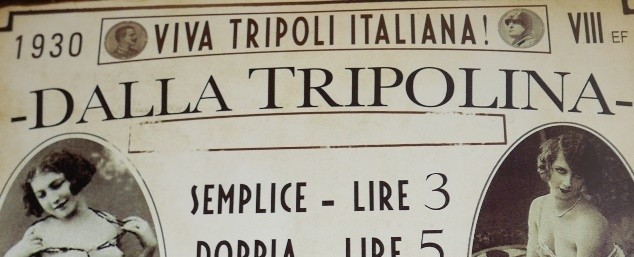 1930 VIVA TRIPOLI ITALIANA! VIII EF
-DALLA TRIPOLINA-
SEMPLICE - LIRE 3
DOPPIA - LIRE 5